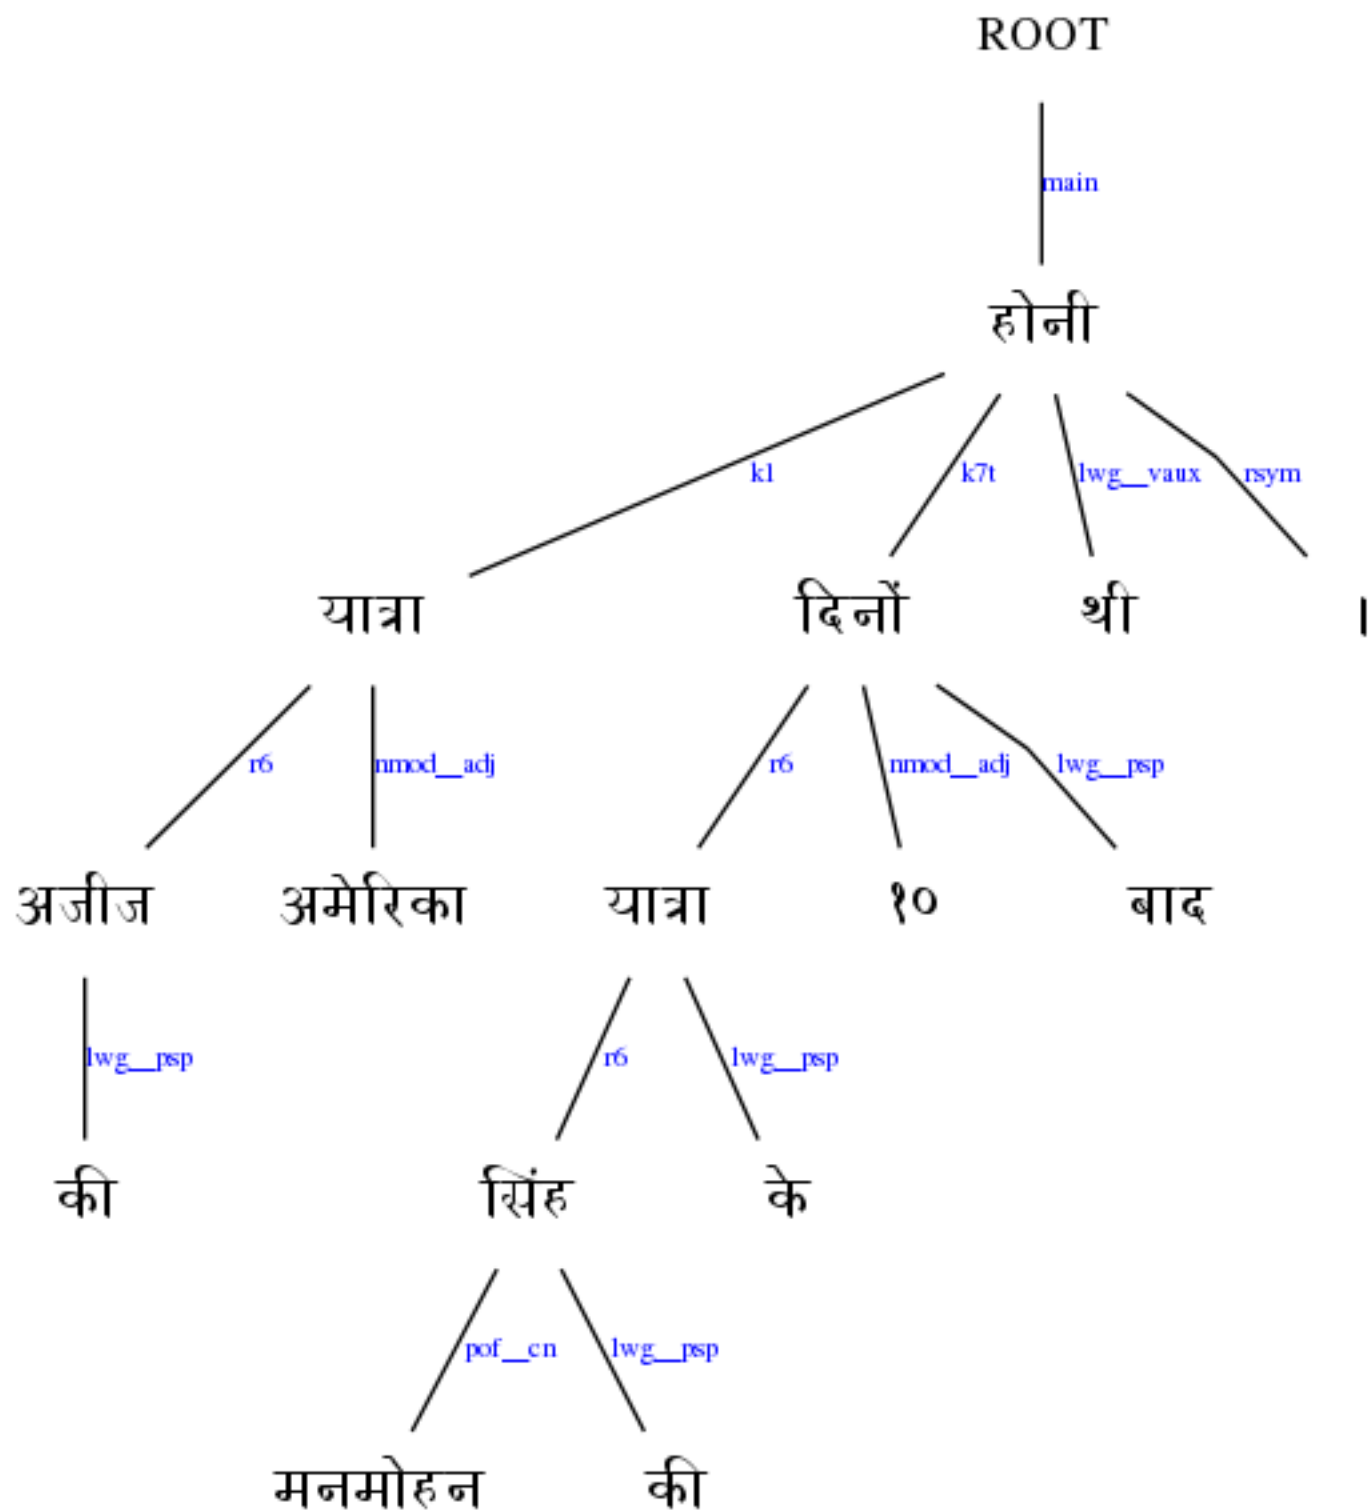 ROOT
main
होनी
k1 k7t lwg__vaux rsym
यात्रा दिनों थी ।
r6 nmod__adj r6 nmod__adj lwg__psp
अजीज अमेरिका यात्रा १० बाद
lwg__psp r6 lwg__psp
की सिंह के
pof__cn lwg__psp
मनमोहन की